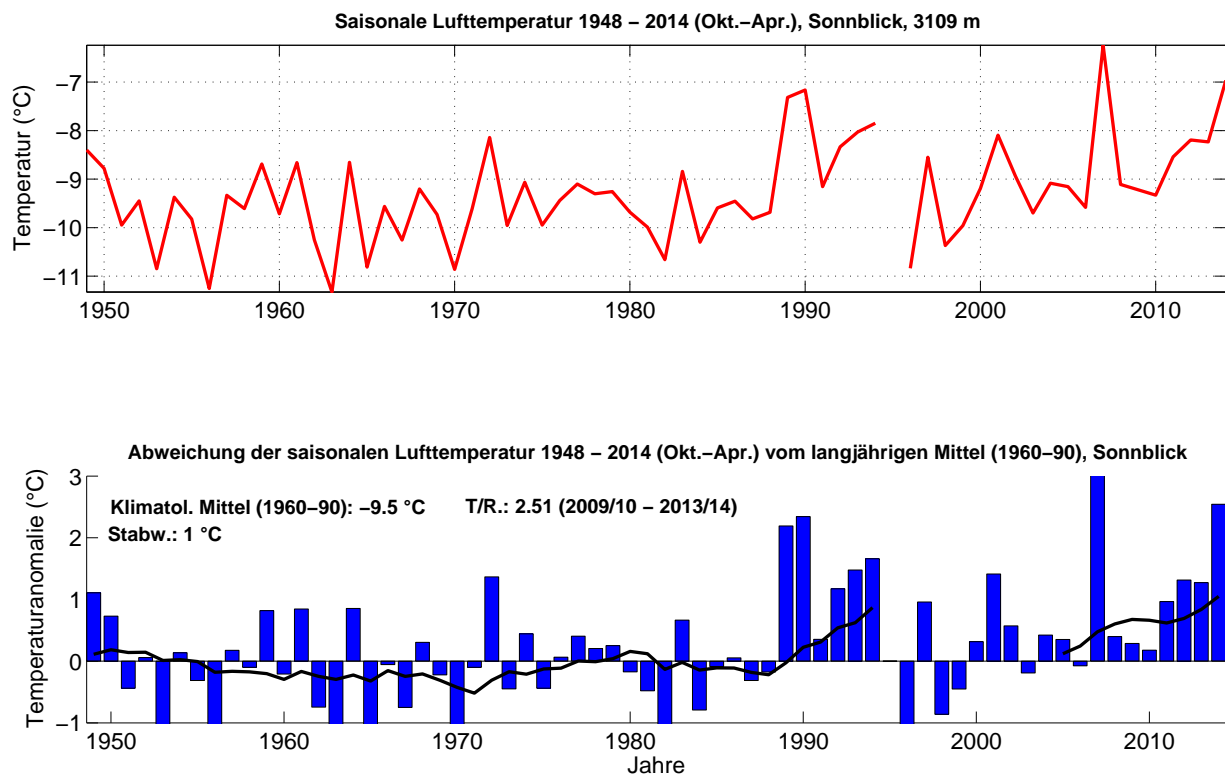 Saisonale Lufttemperatur 1948 – 2014 (Okt.–Apr.), Sonnblick, 3109 m
Temperatur (°C)
−7
−8
−9
−10
−11
1950 1960 1970 1980 1990 2000 2010
Abweichung der saisonalen Lufttemperatur 1948 – 2014 (Okt.–Apr.) vom langjährigen Mittel (1960–90), Sonnblick
Temperaturanomalie (°C)
3
Klimatol. Mittel (1960–90): −9.5 °C T/R.: 2.51 (2009/10 – 2013/14)
Stabw.: 1 °C
2
1
0
−1
1950 1960 1970 1980 1990 2000 2010
Jahre